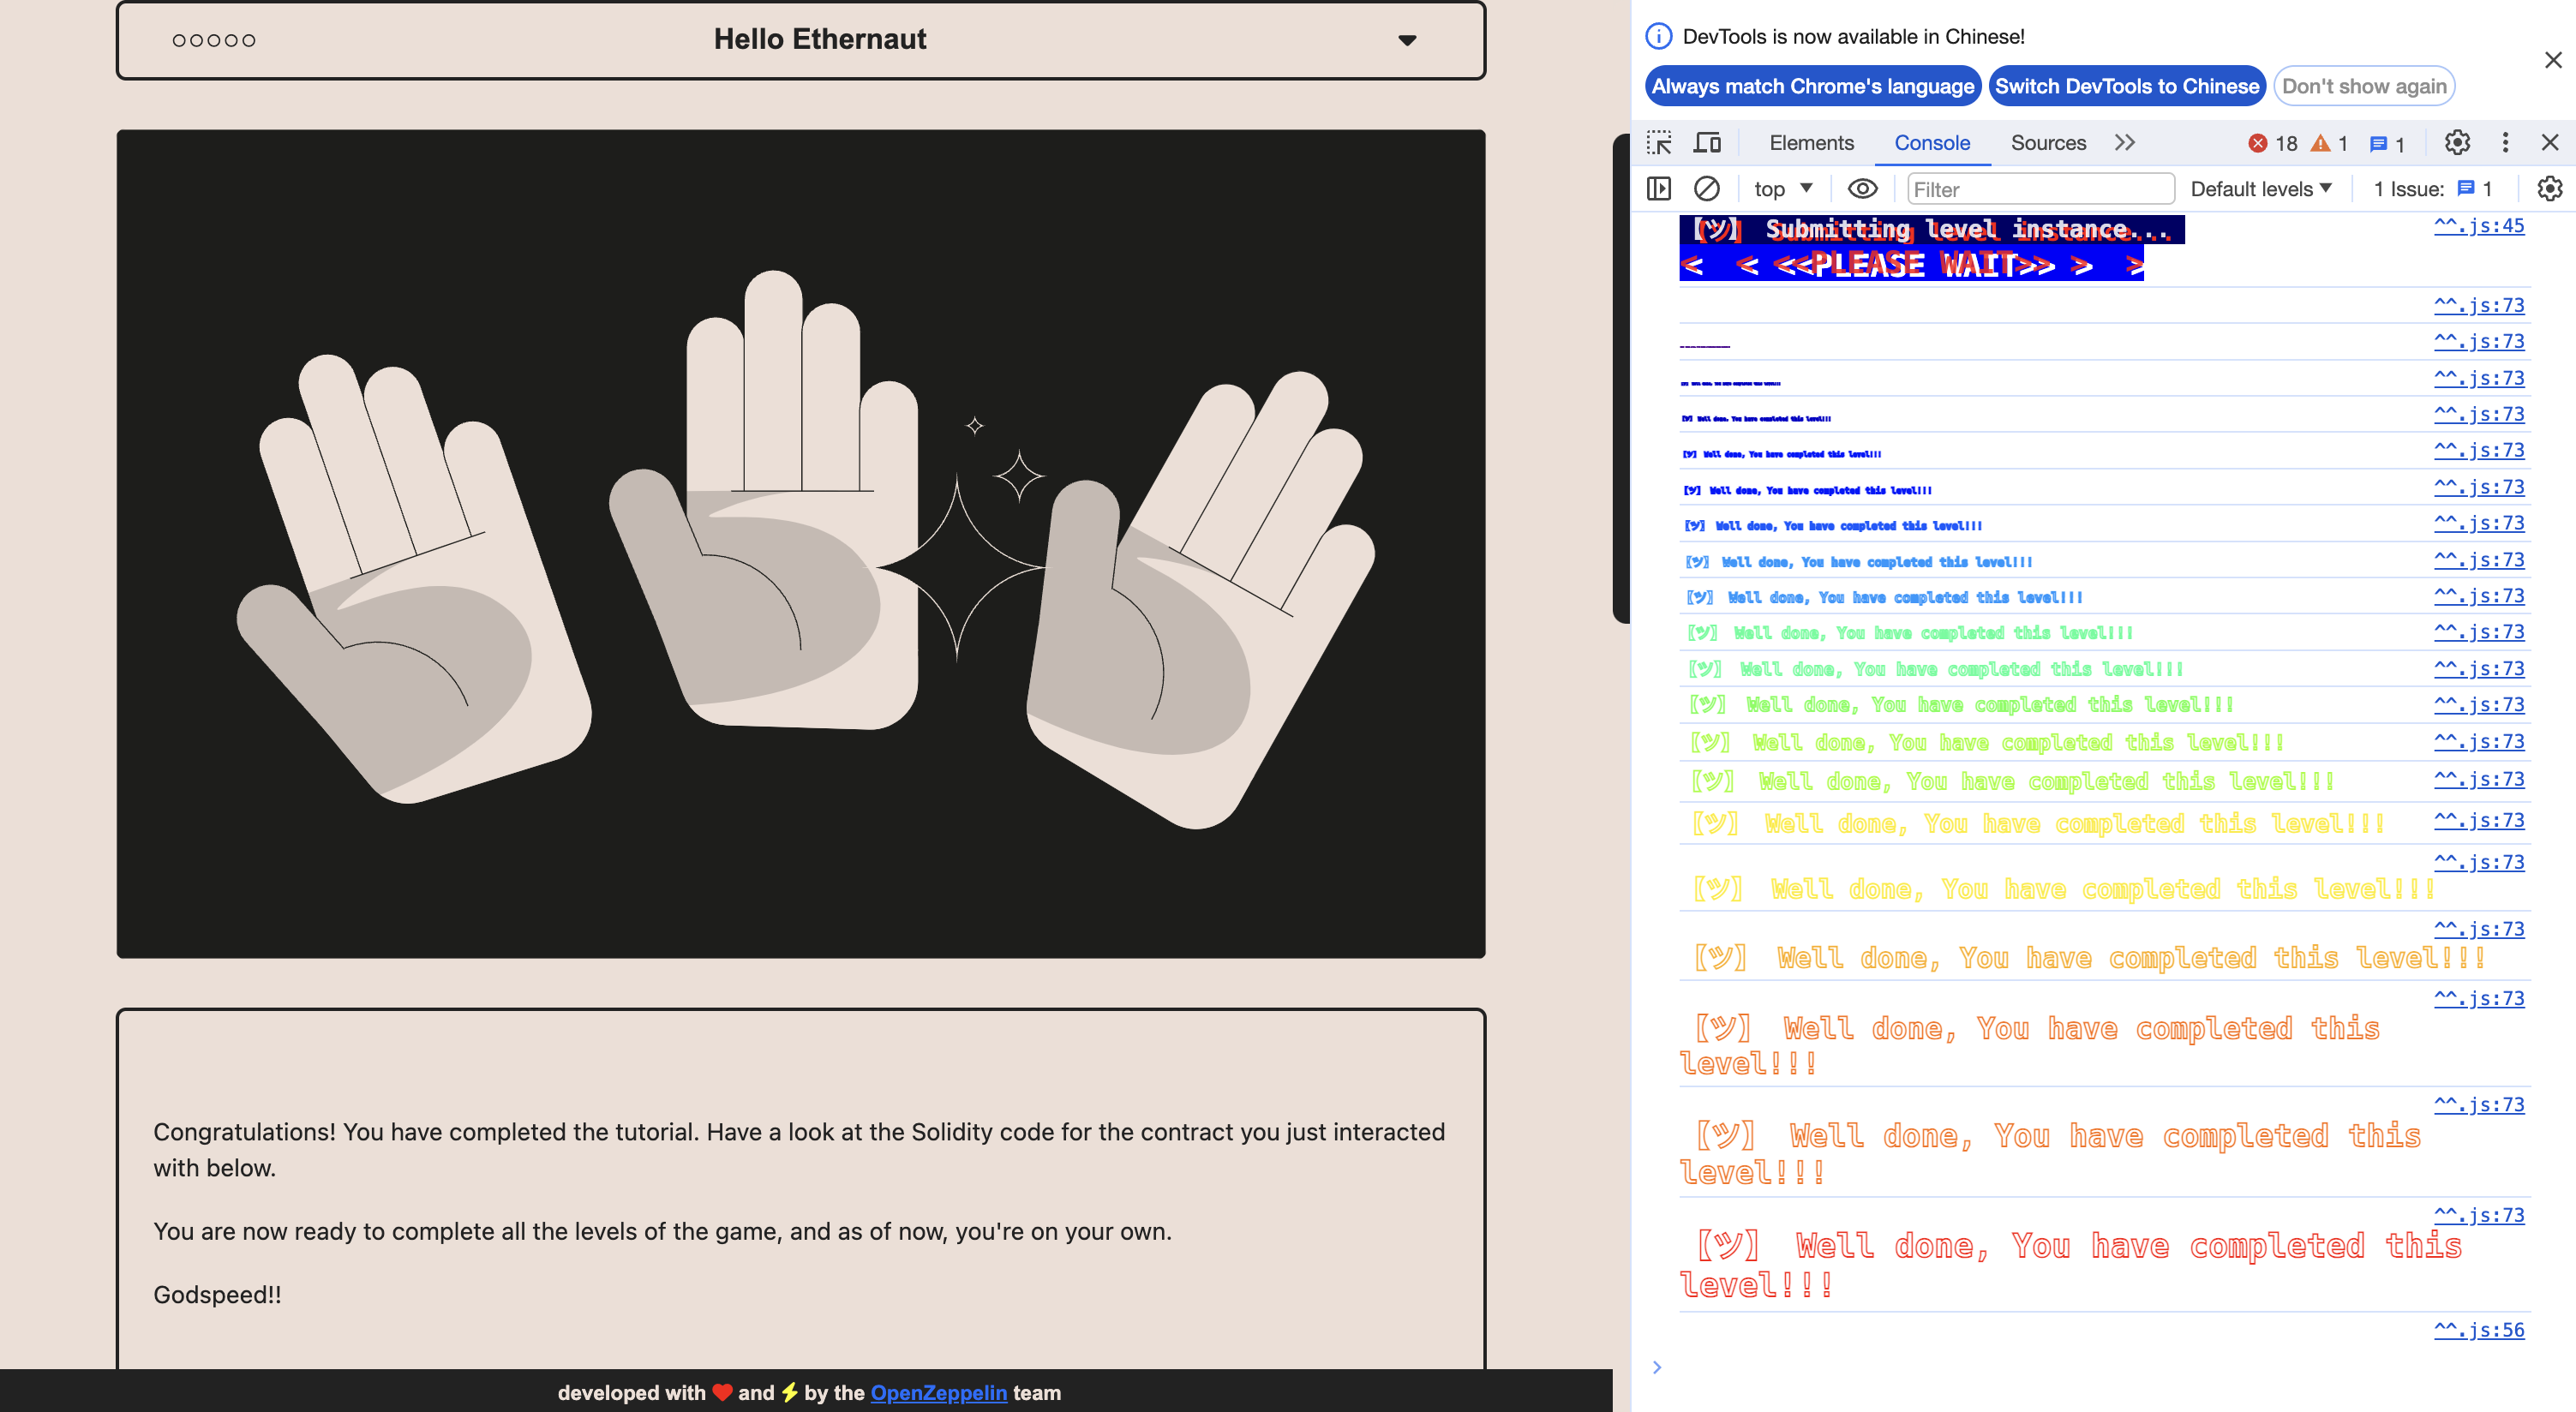 Hello Ethernaut
Congratulations! You have completed the tutorial. Have a look at the Solidity code for the contract you just interacted
with below.
You are now ready to complete all the levels of the game, and as of now, you're on your own.
Godspeed!!
developed with ❤️ and ⚡ by the OpenZeppelin team
DevTools is now available in Chinese!
Always match Chrome's language
Switch DevTools to Chinese
Don't show again
Elements
Console
Sources
18
1
1
top
Filter
Default levels
1 Issue:
1
【ツ】 Submitting level instance... ^^.js:45
< < <<PLEASE WAIT>> > >
^^.js:73
^^.js:73
^^.js:73
【ツ】 Well done, You have completed this level!!! ^^.js:73
【ツ】 Well done, You have completed this level!!! ^^.js:73
【ツ】 Well done, You have completed this level!!! ^^.js:73
【ツ】 Well done, You have completed this level!!! ^^.js:73
【ツ】 Well done, You have completed this level!!! ^^.js:73
【ツ】 Well done, You have completed this level!!! ^^.js:73
【ツ】 Well done, You have completed this level!!! ^^.js:73
【ツ】 Well done, You have completed this level!!! ^^.js:73
【ツ】 Well done, You have completed this level!!! ^^.js:73
【ツ】 Well done, You have completed this level!!! ^^.js:73
【ツ】 Well done, You have completed this level!!! ^^.js:73
【ツ】 Well done, You have completed this level!!! ^^.js:73
^^.js:73
【ツ】 Well done, You have completed this level!!!
^^.js:73
【ツ】 Well done, You have completed this level!!!
^^.js:73
【ツ】 Well done, You have completed this
level!!!
^^.js:73
【ツ】 Well done, You have completed this
level!!!
^^.js:73
【ツ】 Well done, You have completed this
level!!!
^^.js:56